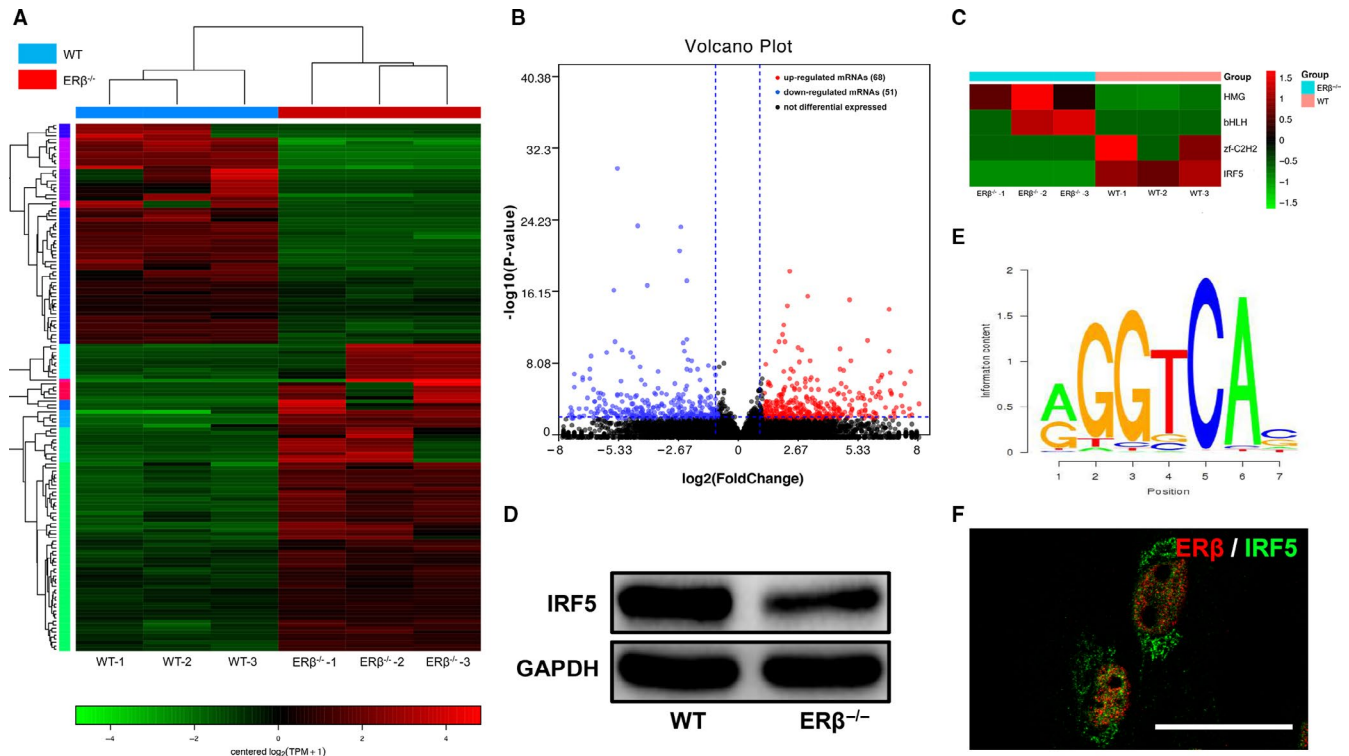 A
WT
ERβ-/-
WT-1 WT-2 WT-3 ERβ-/--1 ERβ-/--2 ERβ-/--3
−4 −2 0 2 4
centered log2(TPM+1)
B
Volcano Plot
up-regulated mRNAs (68)
down-regulated mRNAs (51)
not differential expressed
-log10(P-value)
40.38
32.3
24.23
16.15
8.08
0
−8 −5.33 −2.67 0 2.67 5.33 8
log2(FoldChange)
C
Group
HMG
bHLH
zf-C2H2
IRF5
ERβ-/--1 ERβ-/--2 ERβ-/--3 WT-1 WT-2 WT-3
1.5
1
0.5
0
−0.5
−1
−1.5
Group
ERβ-/-
WT
D
IRF5
GAPDH
WT ERβ−/−
E
Information content
2
1.5
1
0.5
0
A G G T C A
1 2 3 4 5 6 7
Position
F
ERβ / IRF5